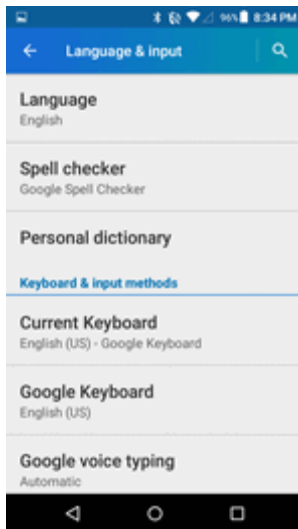 96% 8:34 PM
Language & input
Language
English
Spell checker
Google Spell Checker
Personal dictionary
Keyboard & input methods
Current Keyboard
English (US) - Google Keyboard
Google Keyboard
English (US)
Google voice typing
Automatic